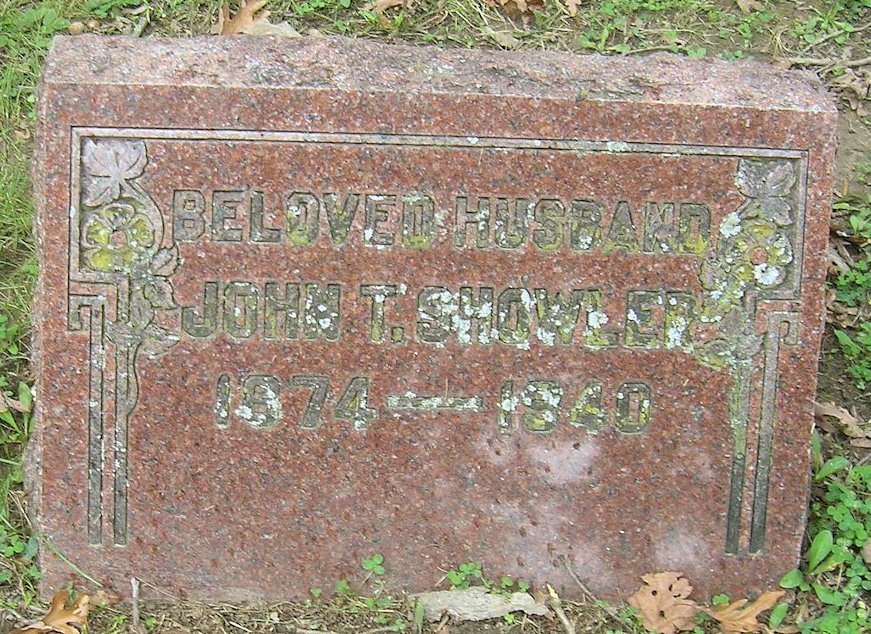 BELOVED HUSBAND
JOHN T. SHOWLER
1874 — 1940